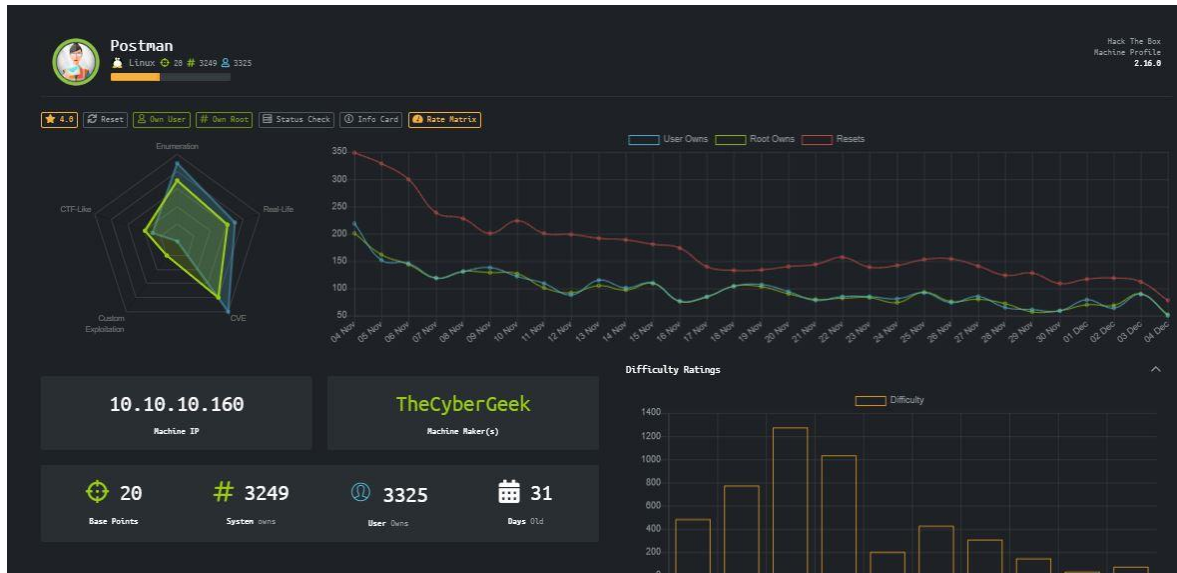 Postman
Linux 20 # 3249 3325
Hack The Box
Machine Profile
2.16.0
4.0 Reset Own User # Own Root Status Check Info Card Rate Matrix
Enumeration
Real-Life
CVE
Custom
Exploitation
CTF-Like
User Owns Root Owns Resets
350
300
250
200
150
100
50
04 Nov 05 Nov 06 Nov 07 Nov 08 Nov 09 Nov 10 Nov 11 Nov 12 Nov 13 Nov 14 Nov 15 Nov 16 Nov 17 Nov 18 Nov 19 Nov 20 Nov 21 Nov 22 Nov 23 Nov 24 Nov 25 Nov 26 Nov 27 Nov 28 Nov 29 Nov 30 Nov 01 Dec 02 Dec 03 Dec 04 Dec
10.10.10.160
Machine IP
TheCyberGeek
Machine Maker(s)
20
Base Points
# 3249
System owns
3325
User Owns
31
Days Old
Difficulty Ratings
Difficulty
1400
1200
1000
800
600
400
200
0